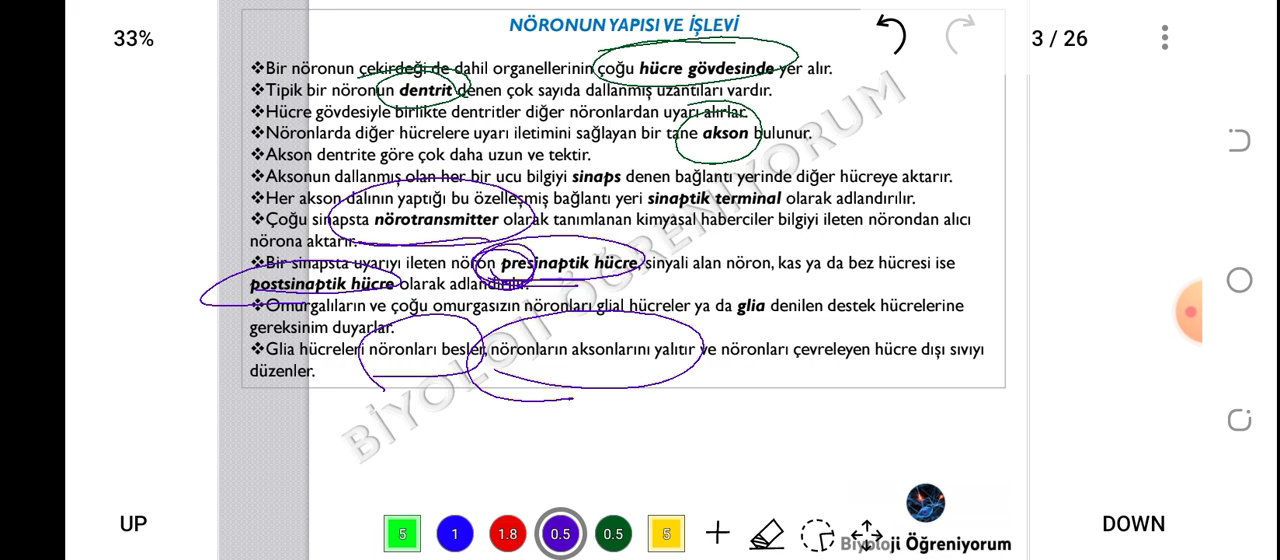 33%
NÖRONUN YAPISI VE İŞLEVİ
3 / 26
❖Bir nöronun çekirdeği de dahil organellerinin çoğu hücre gövdesinde yer alır.
❖Tipik bir nöronun dentrit denen çok sayıda dallanmış uzantıları vardır.
❖Hücre gövdesiyle birlikte dentritler diğer nöronlardan uyarı alırlar.
❖Nöronlarda diğer hücrelere uyarı iletimini sağlayan bir tane akson bulunur.
❖Akson dentrite göre çok daha uzun ve tektir.
❖Aksonun dallanmış olan her bir ucu bilgiyi sinaps denen bağlantı yerinde diğer hücreye aktarır.
❖Her akson dalının yaptığı bu özelleşmiş bağlantı yeri sinaptik terminal olarak adlandırılır.
❖Çoğu sinapsta nörotransmitter olarak tanımlanan kimyasal haberciler bilgiyi ileten nörondan alıcı
nörona aktarır.
❖Bir sinapsta uyarıyı ileten nöron presinaptik hücre, sinyali alan nöron, kas ya da bez hücresi ise
postsinaptik hücre olarak adlandırılır.
❖Omurgalıların ve çoğu omurgasızın nöronları glial hücreler ya da glia denilen destek hücrelerine
gereksinim duyarlar.
❖Glia hücreleri nöronları besler, nöronların aksonlarını yalıtır ve nöronları çevreleyen hücre dışı sıvıyı
düzenler.
BİYOLOJİ ÖĞRENİYORUM
UP
5
1
1.8
0.5
0.5
5
DOWN
Biyoloji Öğreniyorum